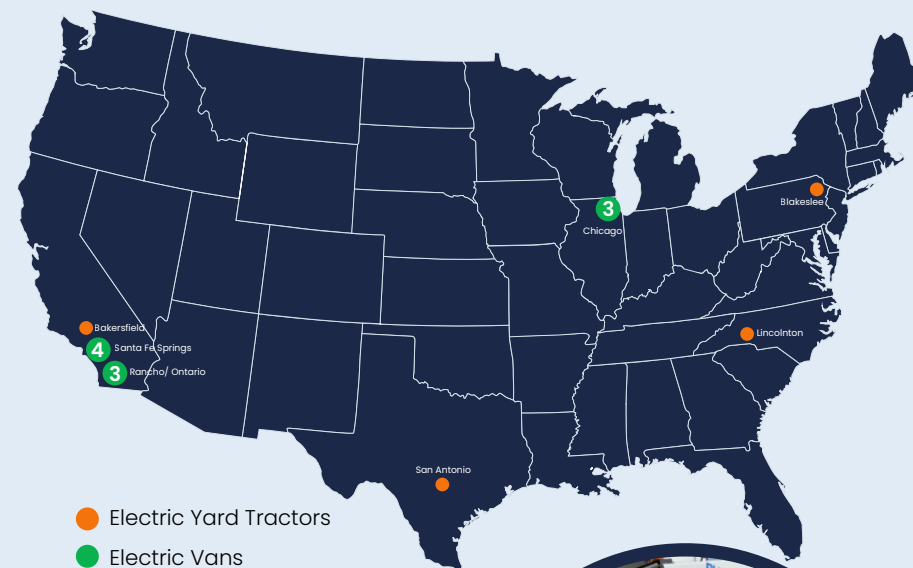 Blakeslee
3
Chicago
Bakersfield
Lincolnton
4 Santa Fe Springs
3 Rancho/ Ontario
San Antonio
Electric Yard Tractors
Electric Vans